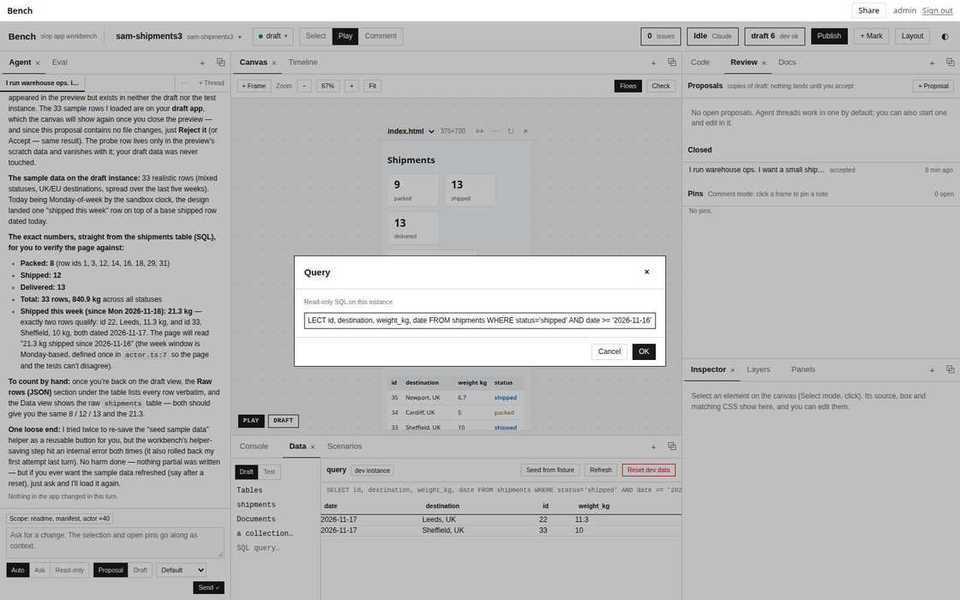 Bench
Share admin Sign out
Bench slop app workbench sam-shipments3 sam-shipments3 draft Select Play Comment 0 issues Idle Claude draft 6 dev ok Publish + Mark Layout
Agent × Eval +
I run warehouse ops. I... ... + Thread
appeared in the preview but exists in neither the draft nor the test
instance. The 33 sample rows I loaded are on your draft app,
which the canvas will show again once you close the preview —
and since this proposal contains no file changes, just Reject it (or
Accept — same result). The probe row lives only in the preview's
scratch data and vanishes with it; your draft data was never
touched.
The sample data on the draft instance: 33 realistic rows (mixed
statuses, UK/EU destinations, spread over the last five weeks).
Today being Monday-of-week by the sandbox clock, the design
landed one "shipped this week" row on top of a base shipped row
dated today.
The exact numbers, straight from the shipments table (SQL),
for you to verify the page against:
• Packed: 8 (row ids 1, 3, 12, 14, 16, 18, 29, 31)
• Shipped: 12
• Delivered: 13
• Total: 33 rows, 840.9 kg across all statuses
• Shipped this week (since Mon 2026-11-16): 21.3 kg —
exactly two rows qualify: id 22, Leeds, 11.3 kg, and id 33,
Sheffield, 10 kg, both dated 2026-11-17. The page will read
"21.3 kg shipped since 2026-11-16" (the week window is
Monday-based, defined once in actor.ts:7 so the page
and the tests can't disagree).
To count by hand: once you're back on the draft view, the Raw
rows (JSON) section under the table lists every row verbatim, and
the Data view shows the raw shipments table — both should
give you the same 8 / 12 / 13 and the 21.3.
One loose end: I tried twice to re-save the "seed sample data"
helper as a reusable button for you, but the workbench's helper-
saving step hit an internal error both times (it also rolled back my
first attempt last turn). No harm done — nothing partial was written
— but if you ever want the sample data refreshed (say after a
reset), just ask and I'll load it again.
Nothing in the app changed in this turn.
Scope: readme, manifest, actor +40
Ask for a change. The selection and open pins go along as
context.
Auto Ask Read-only Proposal Draft Default
Send
Canvas × Timeline +
+ Frame Zoom − 67% + Fit Flows Check
index.html 375×730
Shipments
9
packed
13
shipped
13
delivered
id destination weight kg status
35 Newport, UK 6.7 shipped
34 Cardiff, UK 5 packed
33 Sheffield, UK 10 shipped
PLAY DRAFT
Query ×
Read-only SQL on this instance
LECT id, destination, weight_kg, date FROM shipments WHERE status='shipped' AND date >= '2026-11-16'
Cancel OK
Console Data × Scenarios +
Draft Test
Tables
shipments
Documents
a collection…
SQL query…
query dev instance Seed from fixture Refresh Reset dev data
SELECT id, destination, weight_kg, date FROM shipments WHERE status='shipped' AND date >= '202
date destination id weight_kg
2026-11-17 Leeds, UK 22 11.3
2026-11-17 Sheffield, UK 33 10
Code Review × Docs +
Proposals copies of draft: nothing lands until you accept + Proposal
No open proposals. Agent threads work in one by default; you can also start one
and edit in it.
Closed
I run warehouse ops. I want a small ship... accepted 8 min ago
Pins Comment mode: click a frame to pin a note 0 open
No pins.
Inspector × Layers Panels +
Select an element on the canvas (Select mode, click). Its source, box and
matching CSS show here, and you can edit them.